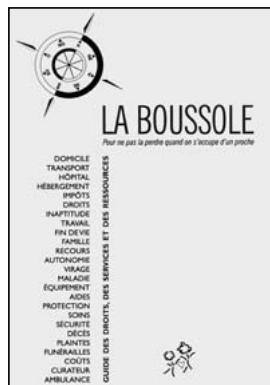 LA BOUSSOLE
Pour ne pas la perdre quand on s'occupe d'un proche
DOMICILE
TRANSPORT
HÔPITAL
HÉBERGEMENT
IMPÔTS
DROITS
INAPTITUDE
TRAVAIL
FIN DE VIE
FAMILLE
RECOURS
AUTONOMIE
VIRAGE
MALADIE
ÉQUIPEMENT
AIDES
PROTECTION
SOINS
SÉCURITÉ
DÉCÈS
PLAINTES
FUNÉRAILLES
COÛTS
CURATEUR
AMBULANCE
GUIDE DES DROITS, DES SERVICES ET DES RESSOURCES